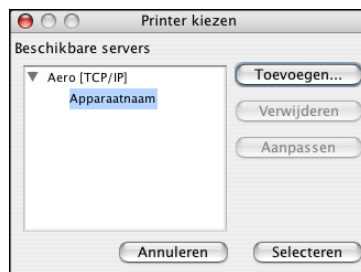 Printer kiezen
Beschikbare servers
Aero [TCP/IP]
Apparaatnaam
Toevoegen...
Verwijderen
Aanpassen
Annuleren
Selecteren